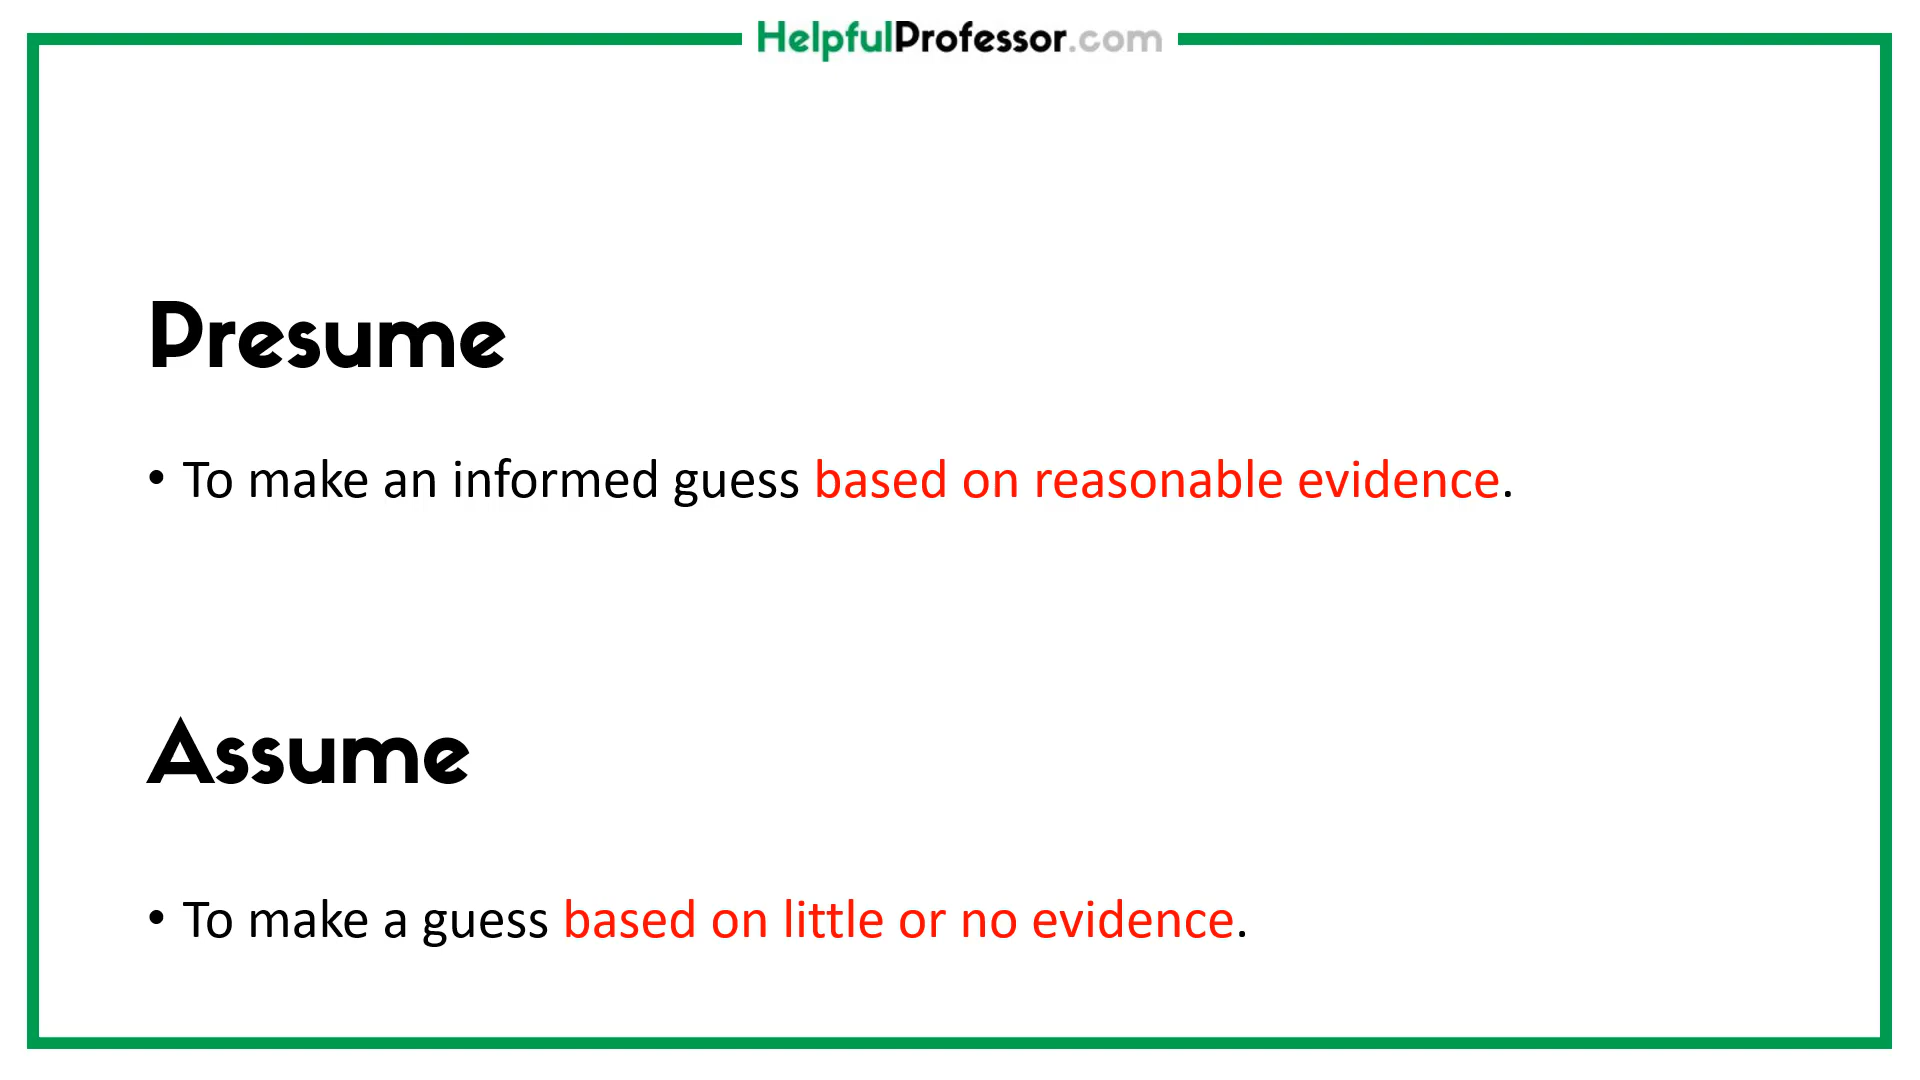 HelpfulProfessor.com
Presume
• To make an informed guess based on reasonable evidence.
Assume
• To make a guess based on little or no evidence.